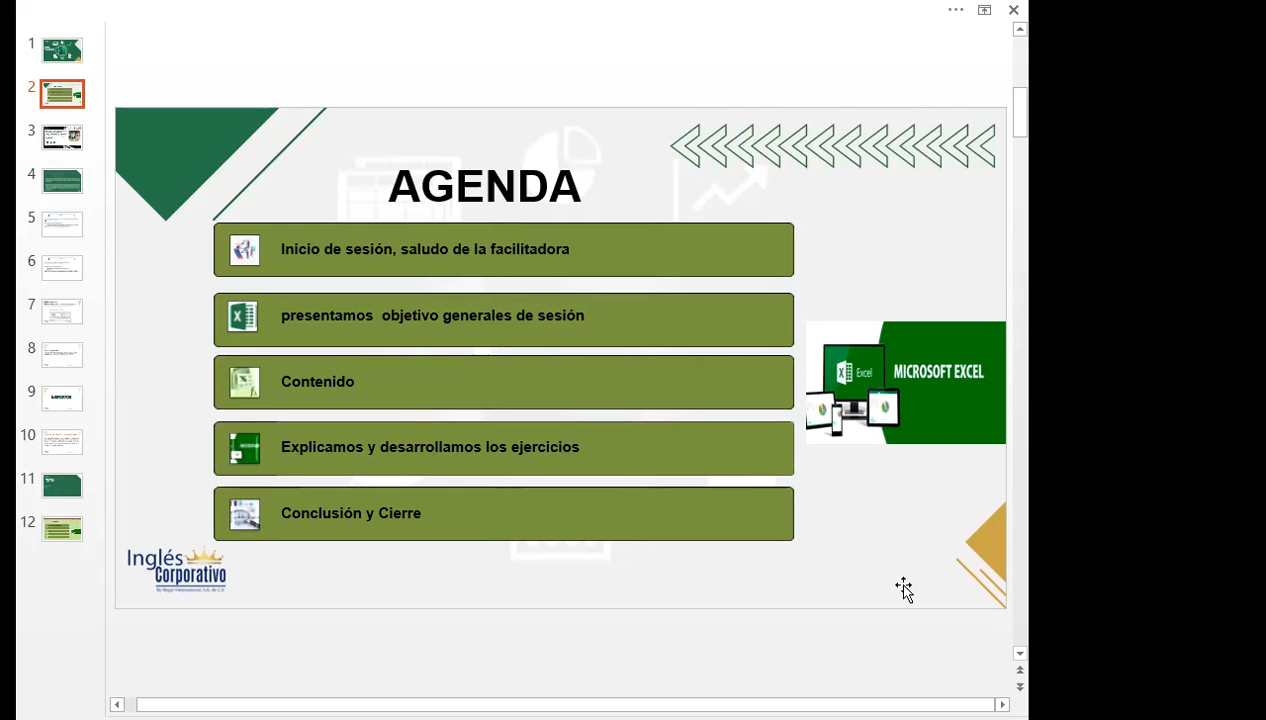 1
2
3
4
5
6
7
8
9
10
11
12
AGENDA
Inicio de sesión, saludo de la facilitadora
presentamos  objetivo generales de sesión
Contenido
Explicamos y desarrollamos los ejercicios
Conclusión y Cierre
Excel
MICROSOFT EXCEL
Inglés
Corporativo